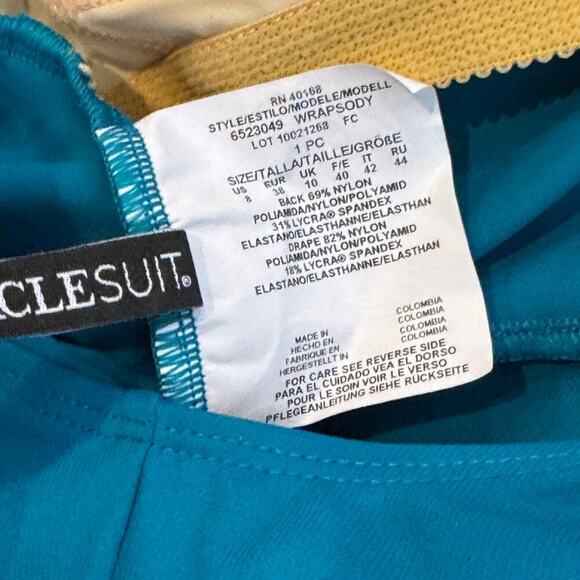 RN 40168
STYLE/ESTILO/MODELE/MODELL
6523049 WRAPSODY
LOT 10021268 FC
1 PC
SIZE/TALLA/TAILLE/GRÖßE
US EUR UK F/E IT RU
8 38 10 40 42 44
BACK 69% NYLON
POLIAMIDA/NYLON/POLYAMID
31% LYCRA® SPANDEX
ELASTANO/ELASTHANNE/ELASTHAN
DRAPE 82% NYLON
POLIAMIDA/NYLON/POLYAMID
18% LYCRA® SPANDEX
ELASTANO/ELASTHANNE/ELASTHAN
MADE IN COLOMBIA
HECHO EN COLOMBIA
FABRIQUE EN COLOMBIA
HERGESTELLT IN COLOMBIA
FOR CARE SEE REVERSE SIDE
PARA EL CUIDADO VEA EL DORSO
POUR LE SOIN VOIR LE VERSO
PFLEGEANLEITUNG SIEHE RÜCKSEITE
CLESUIT®